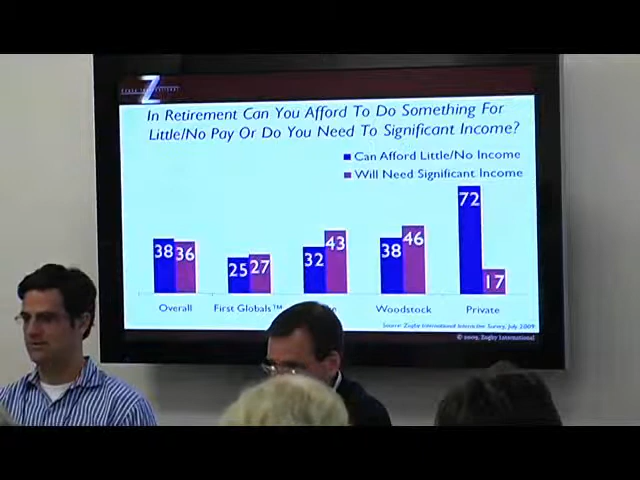 Z
In Retirement Can You Afford To Do Something For
Little/No Pay Or Do You Need To Significant Income?
Can Afford Little/No Income
Will Need Significant Income
38 36 25 27 32 43 38 46 72 17
Overall First Globals™ Woodstock Private
Source: Zogby International Interactive Survey, July 2009
© 2009, Zogby International